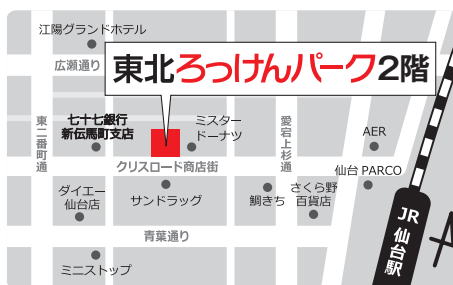 江陽グランドホテル
広瀬通り
東北ろっけんパーク2階
東二番町通
七十七銀行
新伝馬町支店
ミスター
ドーナツ
愛宕上杉通
AER
クリスロード商店街
仙台 PARCO
ダイエー
仙台店
サンドラッグ
鯛きち
さくら野
百貨店
JR
仙台駅
青葉通り
ミニストップ